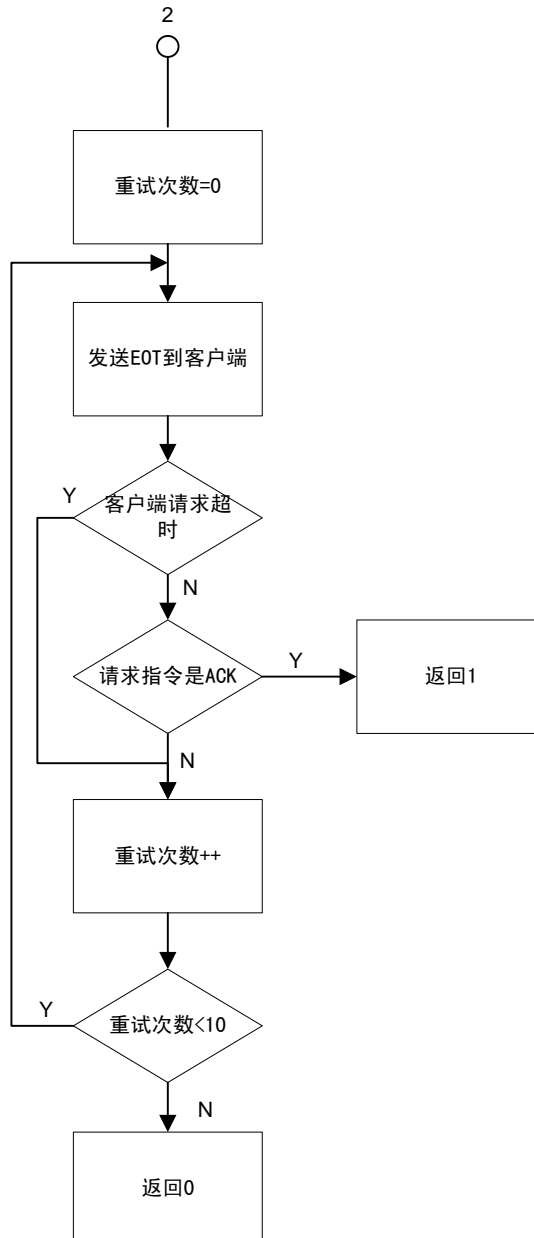 2
重试次数=0
发送EOT到客户端
Y
客户端请求超
时
N
请求指令是ACK
Y
返回1
N
重试次数++
Y
重试次数<10
N
返回0